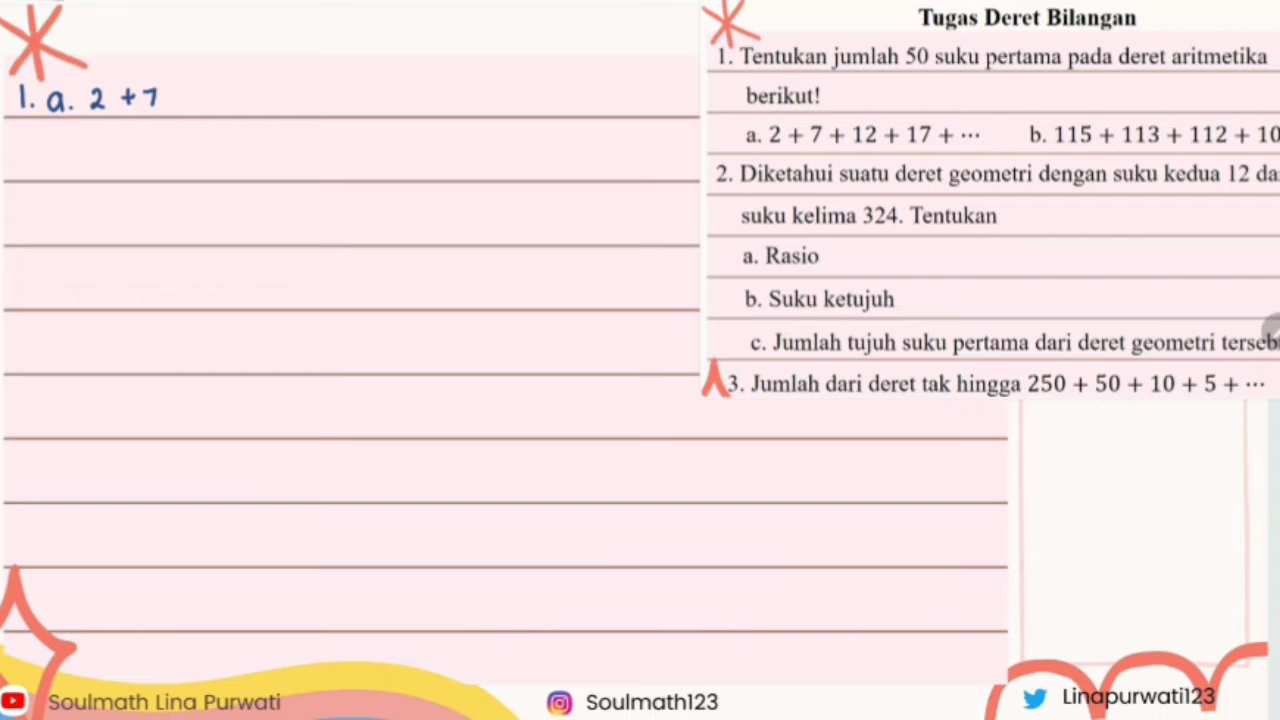 1. a. 2 + 7
Tugas Deret Bilangan
1. Tentukan jumlah 50 suku pertama pada deret aritmetika
berikut!
a. 2 + 7 + 12 + 17 + ⋯ b. 115 + 113 + 112 + 10
2. Diketahui suatu deret geometri dengan suku kedua 12
suku kelima 324. Tentukan
a. Rasio
b. Suku ketujuh
c. Jumlah tujuh suku pertama dari deret geometri
3. Jumlah dari deret tak hingga 250 + 50 + 10 + 5 + ⋯
Soulmath Lina Purwati
Soulmath123
Linapurwati123